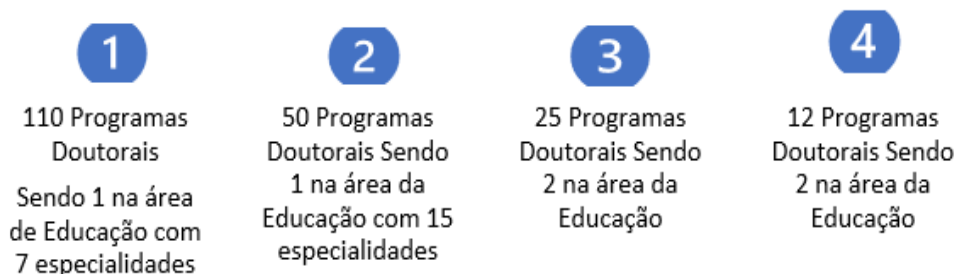 1
110 Programas
Doutorais
Sendo 1 na área
de Educação com
7 especialidades
2
50 Programas
Doutorais Sendo
1 na área da
Educação com 15
especialidades
3
25 Programas
Doutorais Sendo
2 na área da
Educação
4
12 Programas
Doutorais Sendo
2 na área da
Educação